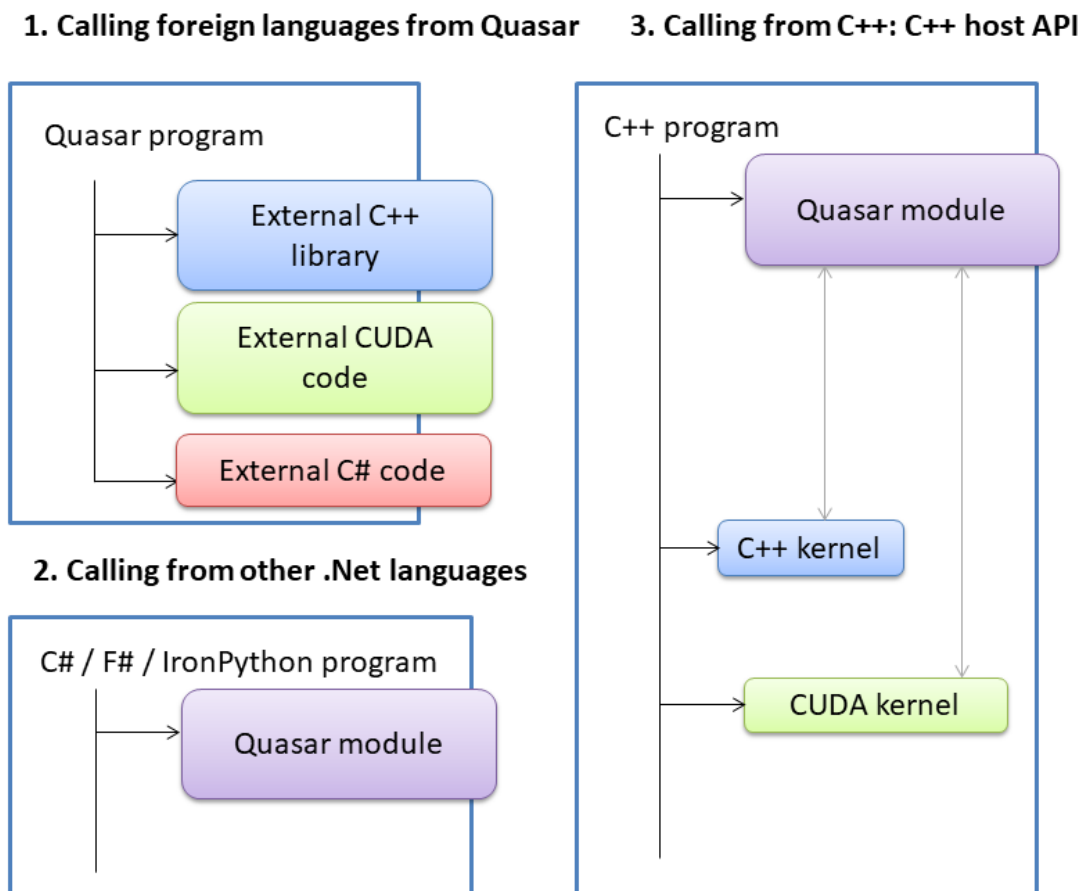 1. Calling foreign languages from Quasar
Quasar program
External C++
library
External CUDA
code
External C# code
2. Calling from other .Net languages
C# / F# / IronPython program
Quasar module
3. Calling from C++: C++ host API
C++ program
Quasar module
C++ kernel
CUDA kernel